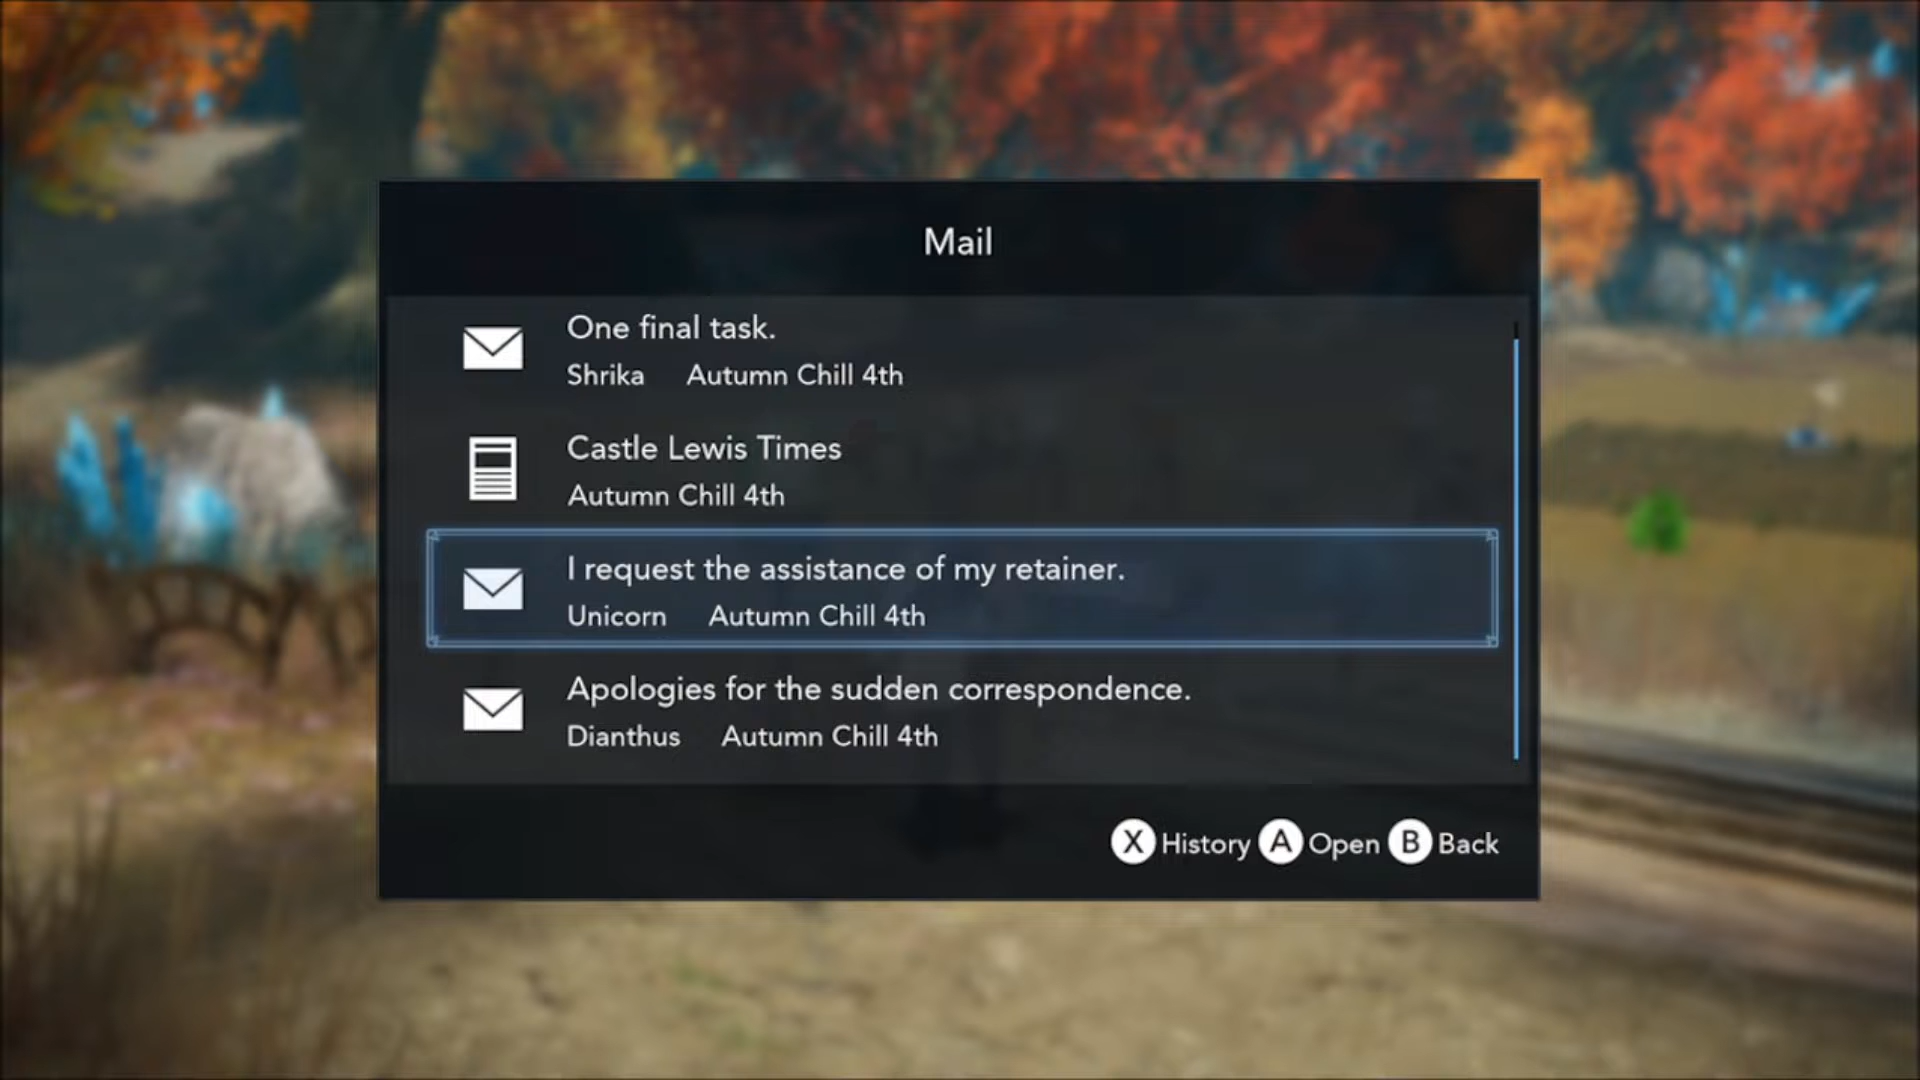 Mail
One final task.
Shrika Autumn Chill 4th
Castle Lewis Times
Autumn Chill 4th
I request the assistance of my retainer.
Unicorn Autumn Chill 4th
Apologies for the sudden correspondence.
Dianthus Autumn Chill 4th
X History A Open B Back